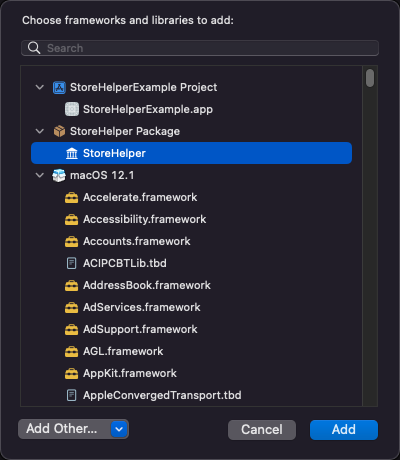 Choose frameworks and libraries to add:
Search
StoreHelperExample Project
StoreHelperExample.app
StoreHelper Package
StoreHelper
macOS 12.1
Accelerate.framework
Accessibility.framework
Accounts.framework
ACIPCBTLib.tbd
AddressBook.framework
AdServices.framework
AdSupport.framework
AGL.framework
AppKit.framework
AppleConvergedTransport.tbd
Add Other...
Cancel
Add